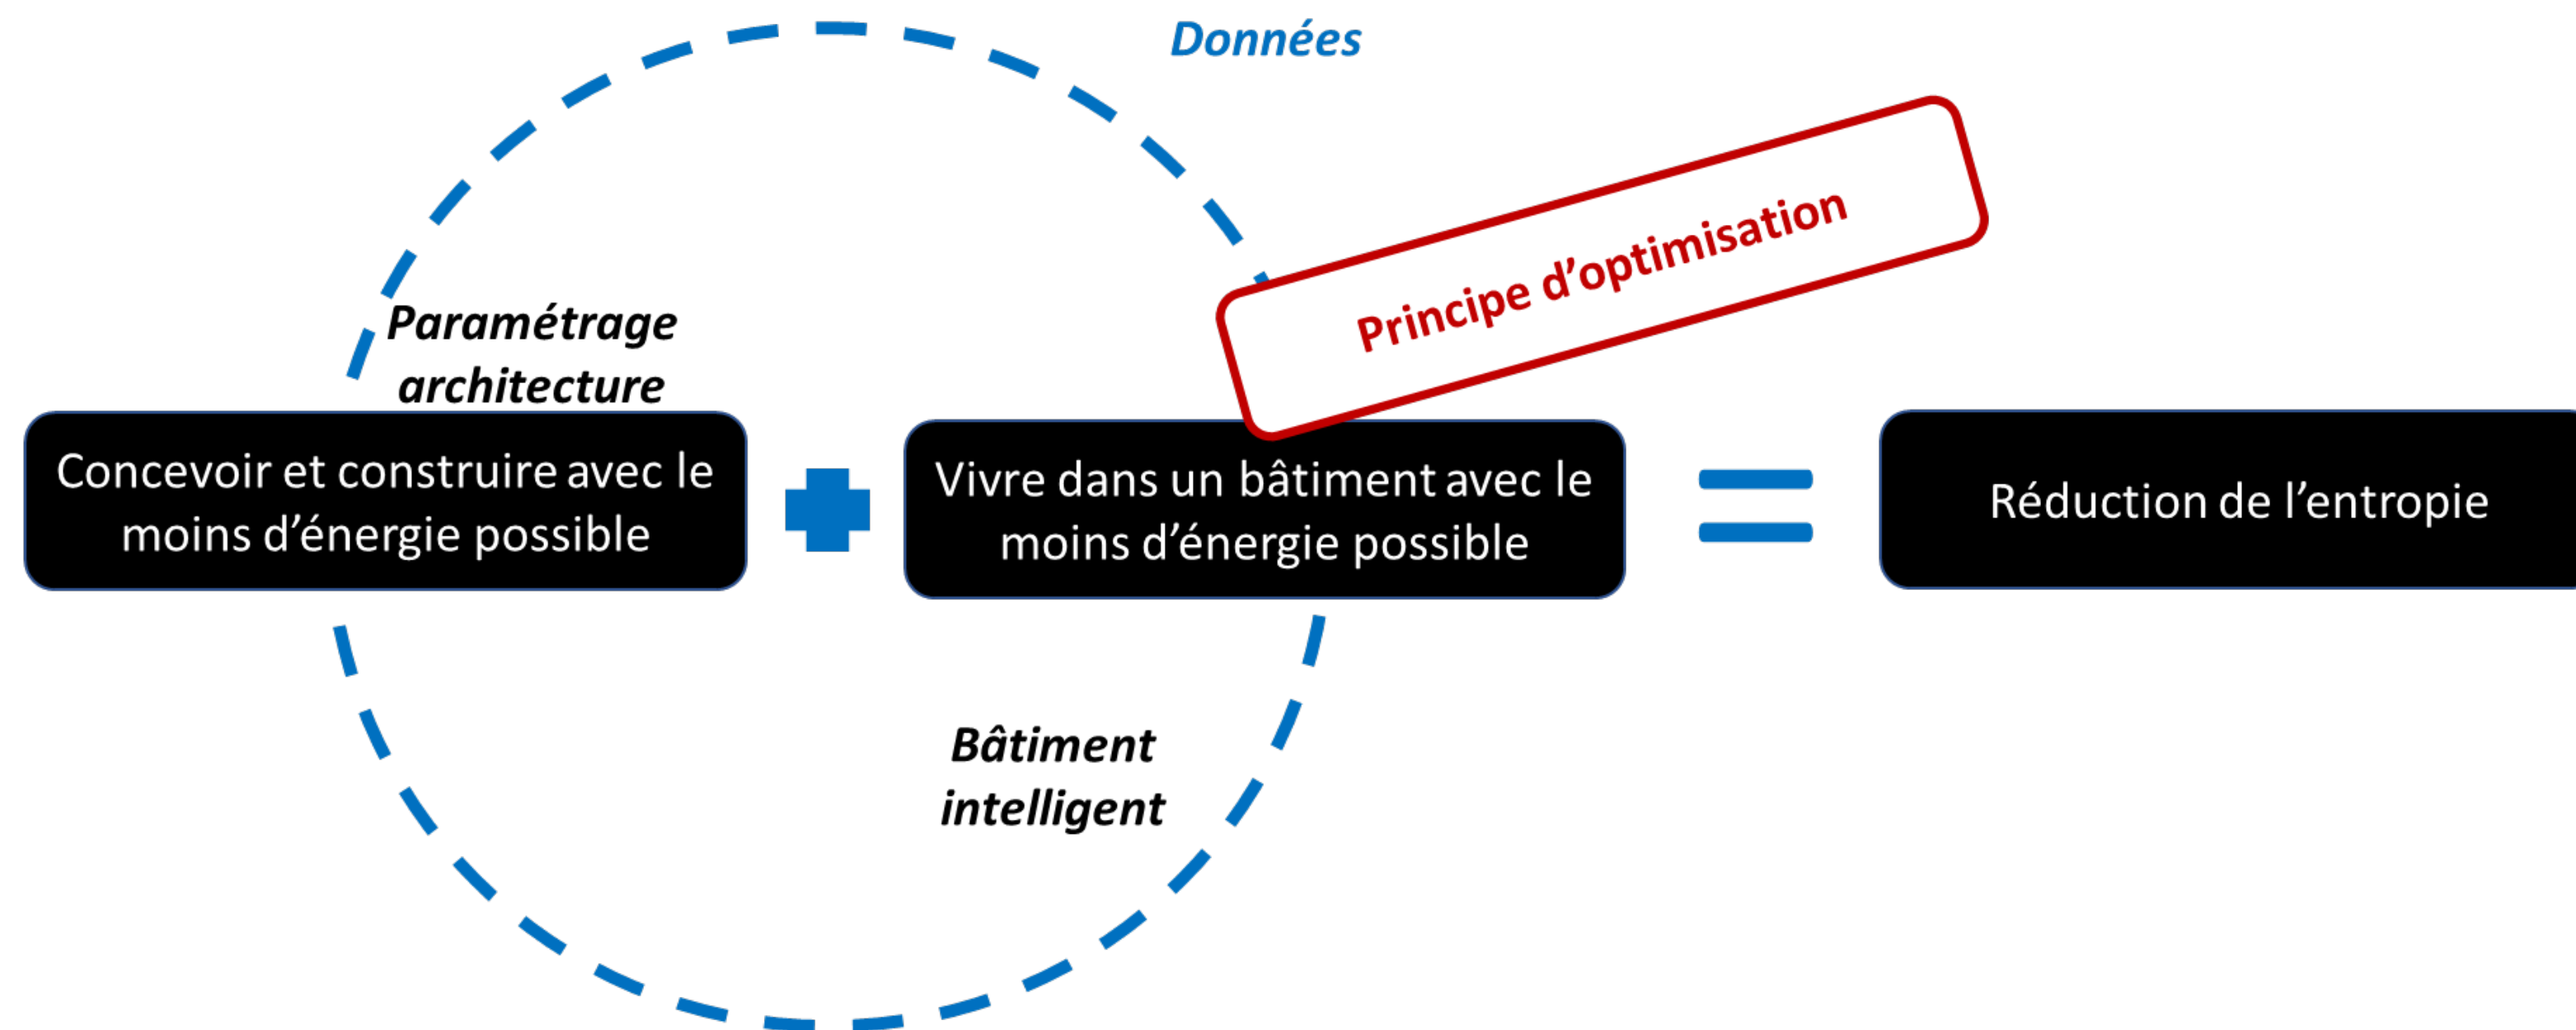 Données
Principe d’optimisation
Paramétrage
architecture
Concevoir et construire avec le
moins d’énergie possible
Vivre dans un bâtiment avec le
moins d’énergie possible
Réduction de l’entropie
Bâtiment
intelligent